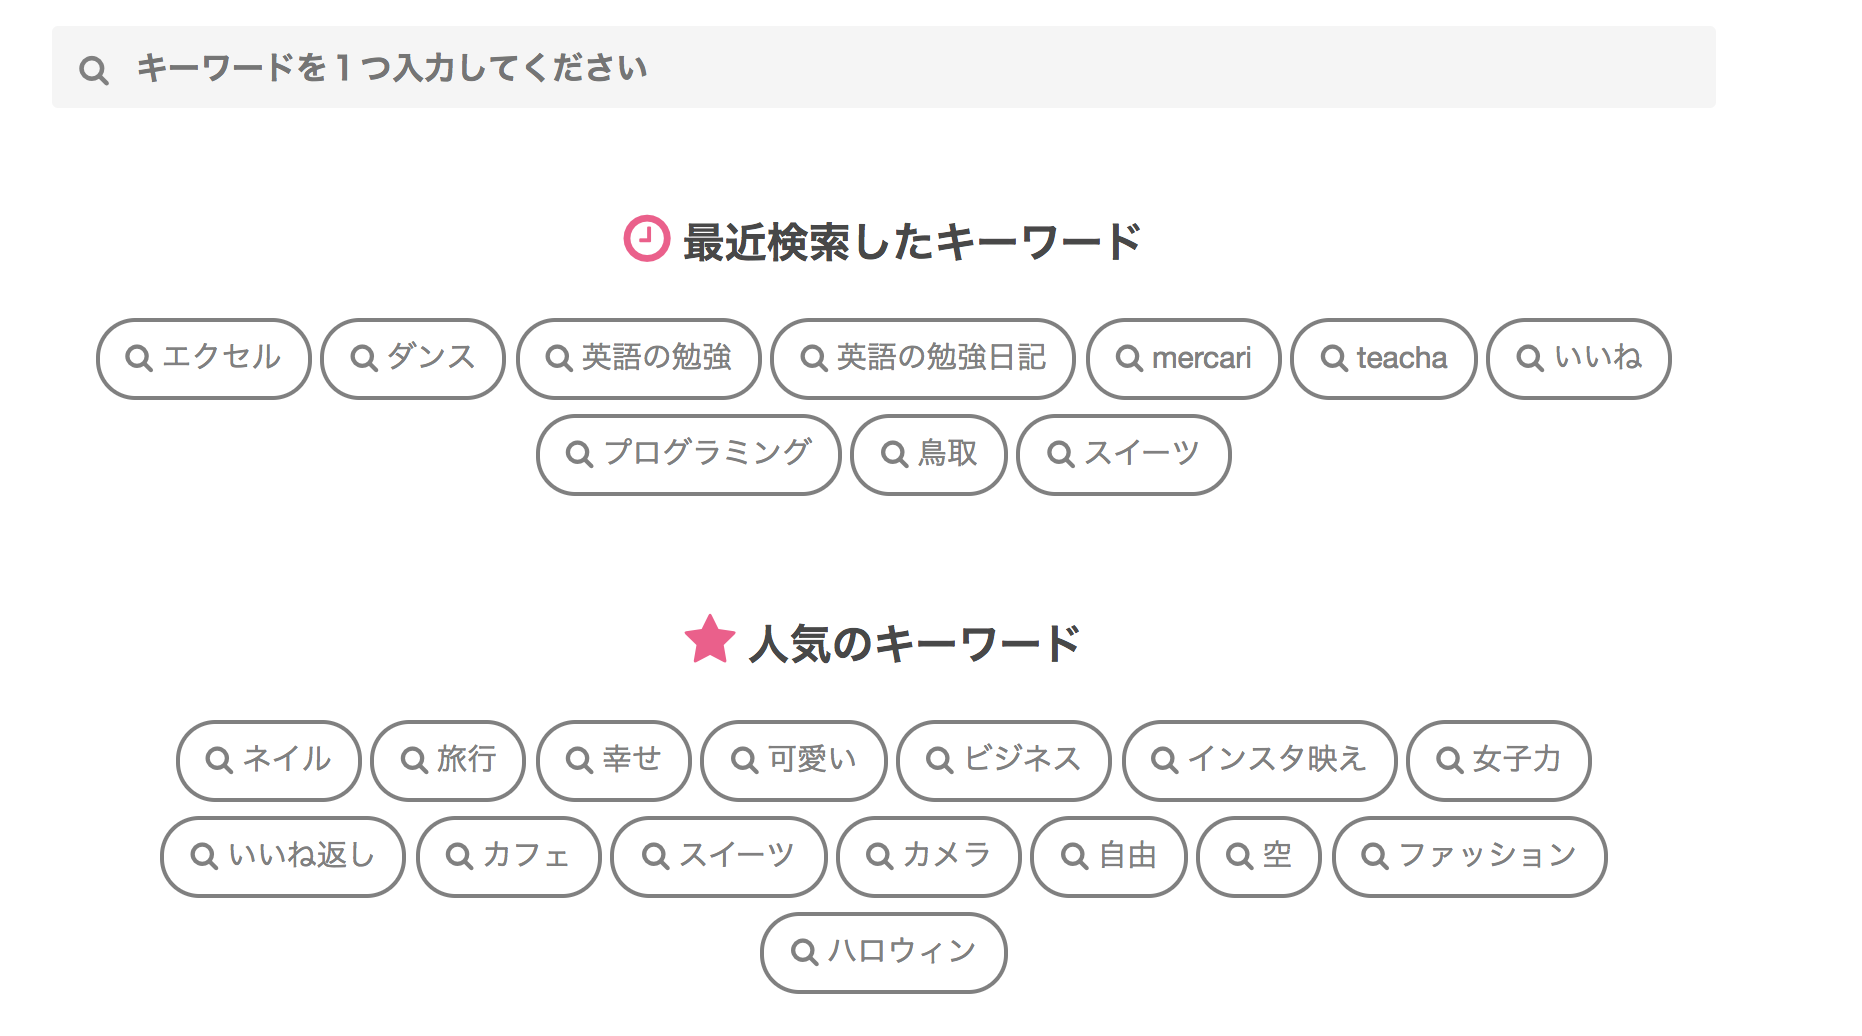 キーワードを１つ入力してください
最近検索したキーワード
エクセル ダンス 英語の勉強 英語の勉強日記 mercari teacha いいね
プログラミング 鳥取 スイーツ
人気のキーワード
ネイル 旅行 幸せ 可愛い ビジネス インスタ映え 女子力
いいね返し カフェ スイーツ カメラ 自由 空 ファッション
ハロウィン